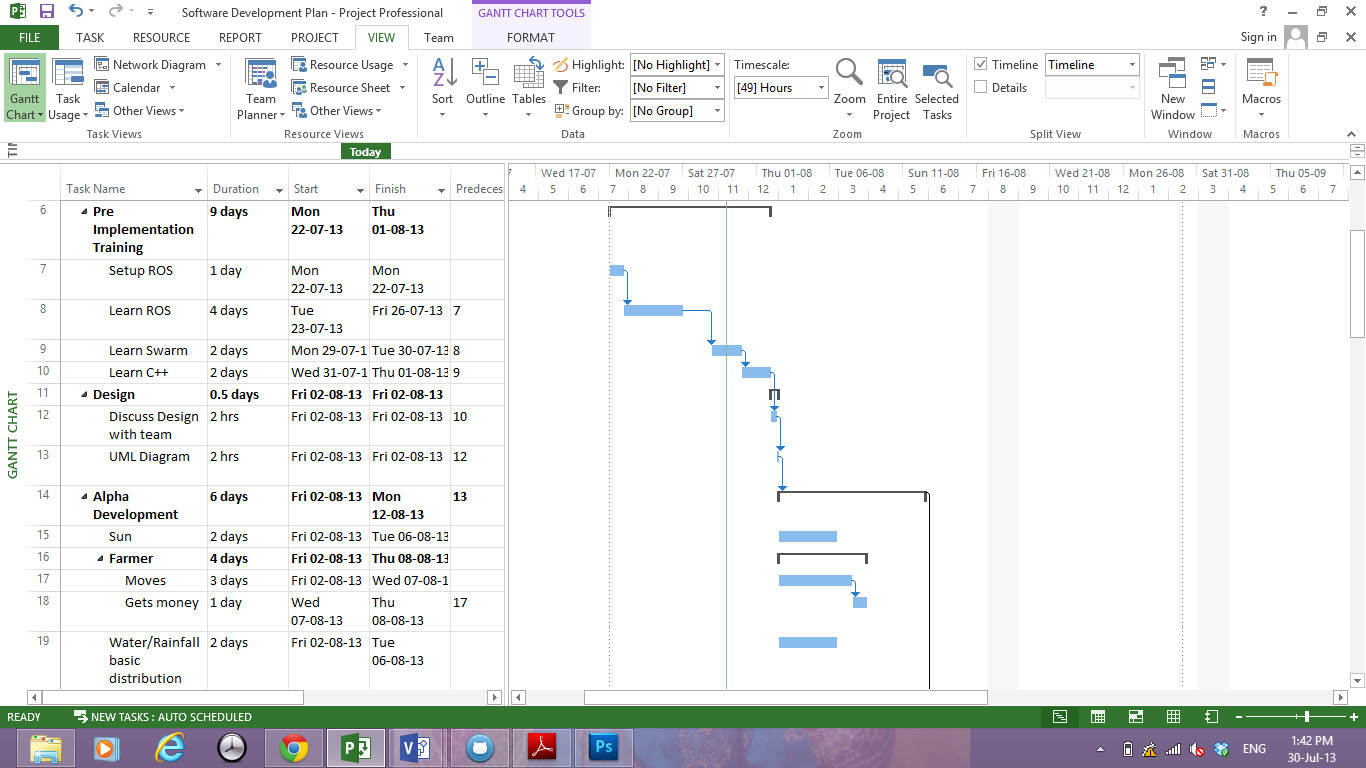 Software Development Plan - Project Professional
GANTT CHART TOOLS
?
FILE TASK RESOURCE REPORT PROJECT VIEW Team FORMAT
Sign in
Gantt Chart
Task Usage
Network Diagram
Calendar
Other Views
Task Views
Team Planner
Resource Usage
Resource Sheet
Other Views
Resource Views
Sort
Outline
Tables
Highlight: [No Highlight]
Filter: [No Filter]
Group by: [No Group]
Data
Timescale:
[49] Hours
Zoom
Entire Project
Selected Tasks
Zoom
Timeline Timeline
Details
Split View
New Window
Window
Macros
Macros
Today
Task Name Duration Start Finish Predeces
Wed 17-07 Mon 22-07 Sat 27-07 Thu 01-08 Tue 06-08 Sun 11-08 Fri 16-08 Wed 21-08 Mon 26-08 Sat 31-08 Thu 05-09
4 5 6 7 8 9 10 11 12 1 2 3 4 5 6 7 8 9 10 11 12 1 2 3 4 5 6 7
GANTT CHART
6 Pre Implementation Training 9 days Mon 22-07-13 Thu 01-08-13
7 Setup ROS 1 day Mon 22-07-13 Mon 22-07-13
8 Learn ROS 4 days Tue 23-07-13 Fri 26-07-13 7
9 Learn Swarm 2 days Mon 29-07-1 Tue 30-07-13 8
10 Learn C++ 2 days Wed 31-07-1 Thu 01-08-13 9
11 Design 0.5 days Fri 02-08-13 Fri 02-08-13
12 Discuss Design with team 2 hrs Fri 02-08-13 Fri 02-08-13 10
13 UML Diagram 2 hrs Fri 02-08-13 Fri 02-08-13 12
14 Alpha Development 6 days Fri 02-08-13 Mon 12-08-13 13
15 Sun 2 days Fri 02-08-13 Tue 06-08-13
16 Farmer 4 days Fri 02-08-13 Thu 08-08-13
17 Moves 3 days Fri 02-08-13 Wed 07-08-1
18 Gets money 1 day Wed 07-08-13 Thu 08-08-13 17
19 Water/Rainfall basic distribution 2 days Fri 02-08-13 Tue 06-08-13
READY NEW TASKS : AUTO SCHEDULED
Ps
ENG
1:42 PM
30-Jul-13